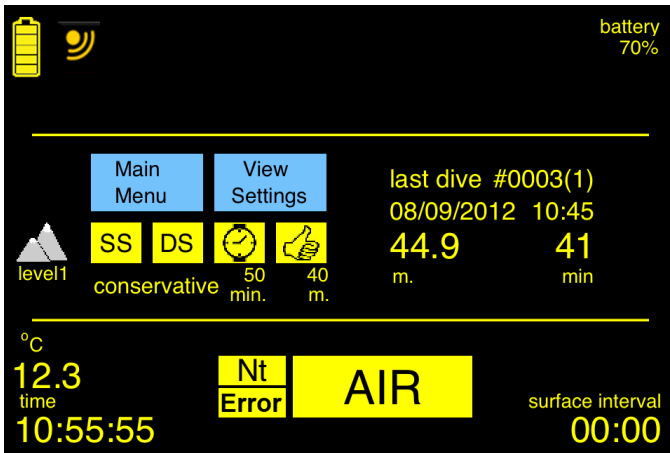 battery
70%
Main
Menu
View
Settings
last dive #0003(1)
08/09/2012 10:45
SS DS
44.9 41
level1
conservative
50
min.
40
m.
m. min
°C
12.3
time
10:55:55
Nt
Error
AIR
surface interval
00:00